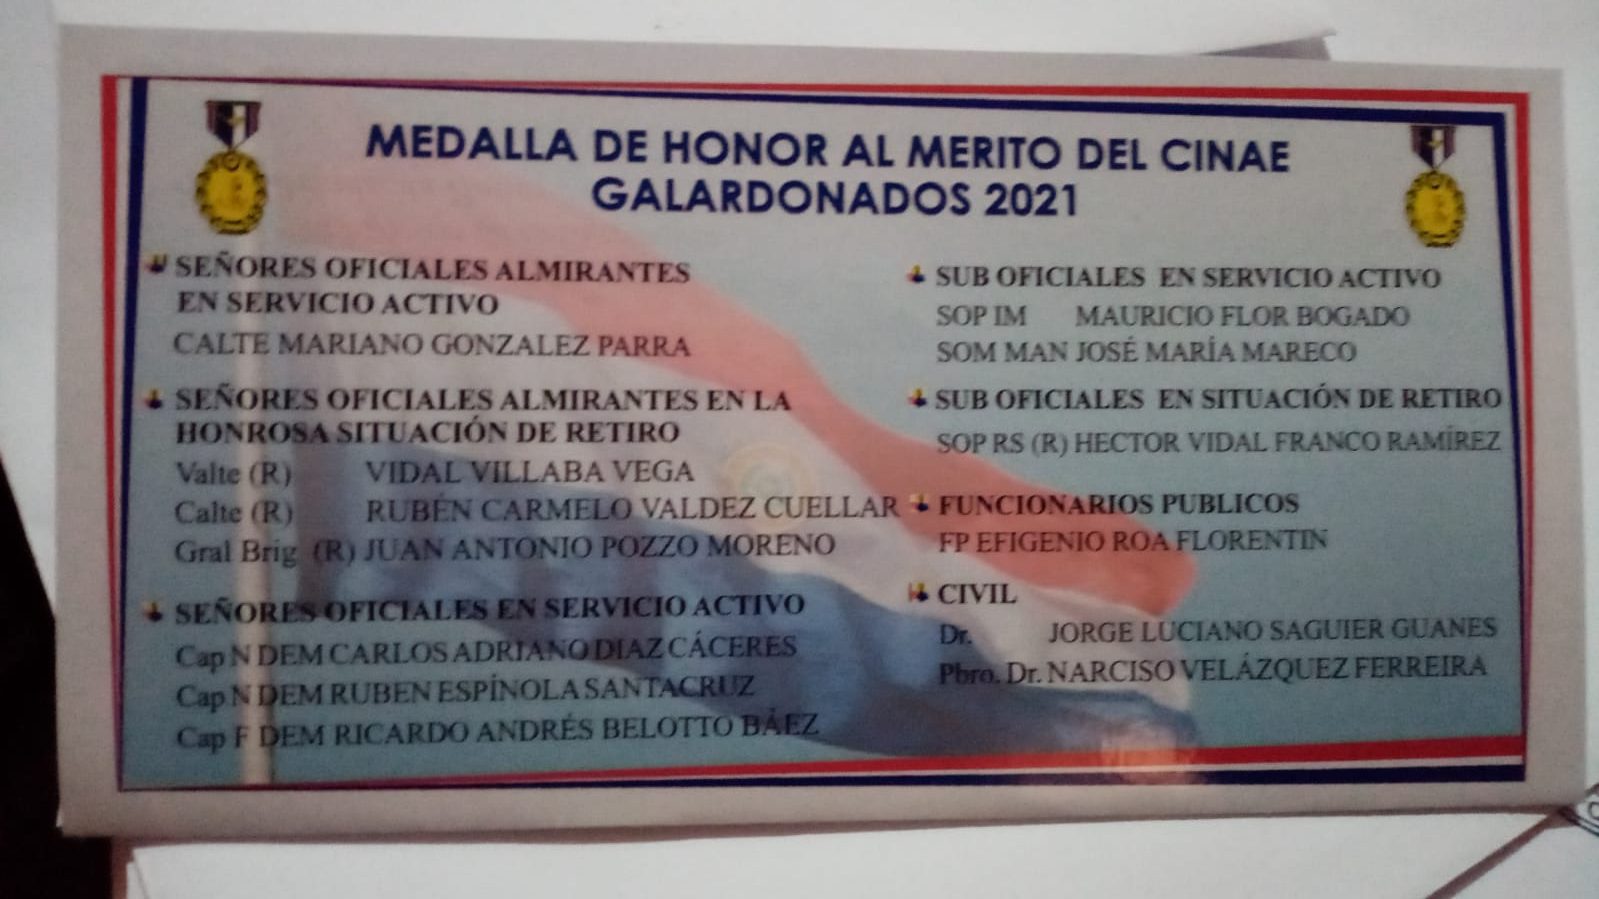 MEDALLA DE HONOR AL MERITO DEL CINAE
GALARDONADOS 2021
SEÑORES OFICIALES ALMIRANTES
EN SERVICIO ACTIVO
CALTE MARIANO GONZALEZ PARRA
SEÑORES OFICIALES ALMIRANTES EN LA
HONROSA SITUACIÓN DE RETIRO
Valte (R) VIDAL VILLABA VEGA
Calte (R) RUBÉN CARMELO VALDEZ CUELLAR
Gral Brig (R) JUAN ANTONIO POZZO MORENO
SEÑORES OFICIALES EN SERVICIO ACTIVO
Cap N DEM CARLOS ADRIANO DIAZ CÁCERES
Cap N DEM RUBEN ESPÍNOLA SANTACRUZ
Cap F DEM RICARDO ANDRÉS BELOTTO BÁEZ
SUB OFICIALES EN SERVICIO ACTIVO
SOP IM MAURICIO FLOR BOGADO
SOM MAN JOSÉ MARÍA MARECO
SUB OFICIALES EN SITUACIÓN DE RETIRO
SOP RS (R) HECTOR VIDAL FRANCO RAMÍREZ
FUNCIONARIOS PUBLICOS
FP EFIGENIO ROA FLORENTIN
CIVIL
Dr. JORGE LUCIANO SAGUIER GUANES
Pbro. Dr. NARCISO VELÁZQUEZ FERREIRA